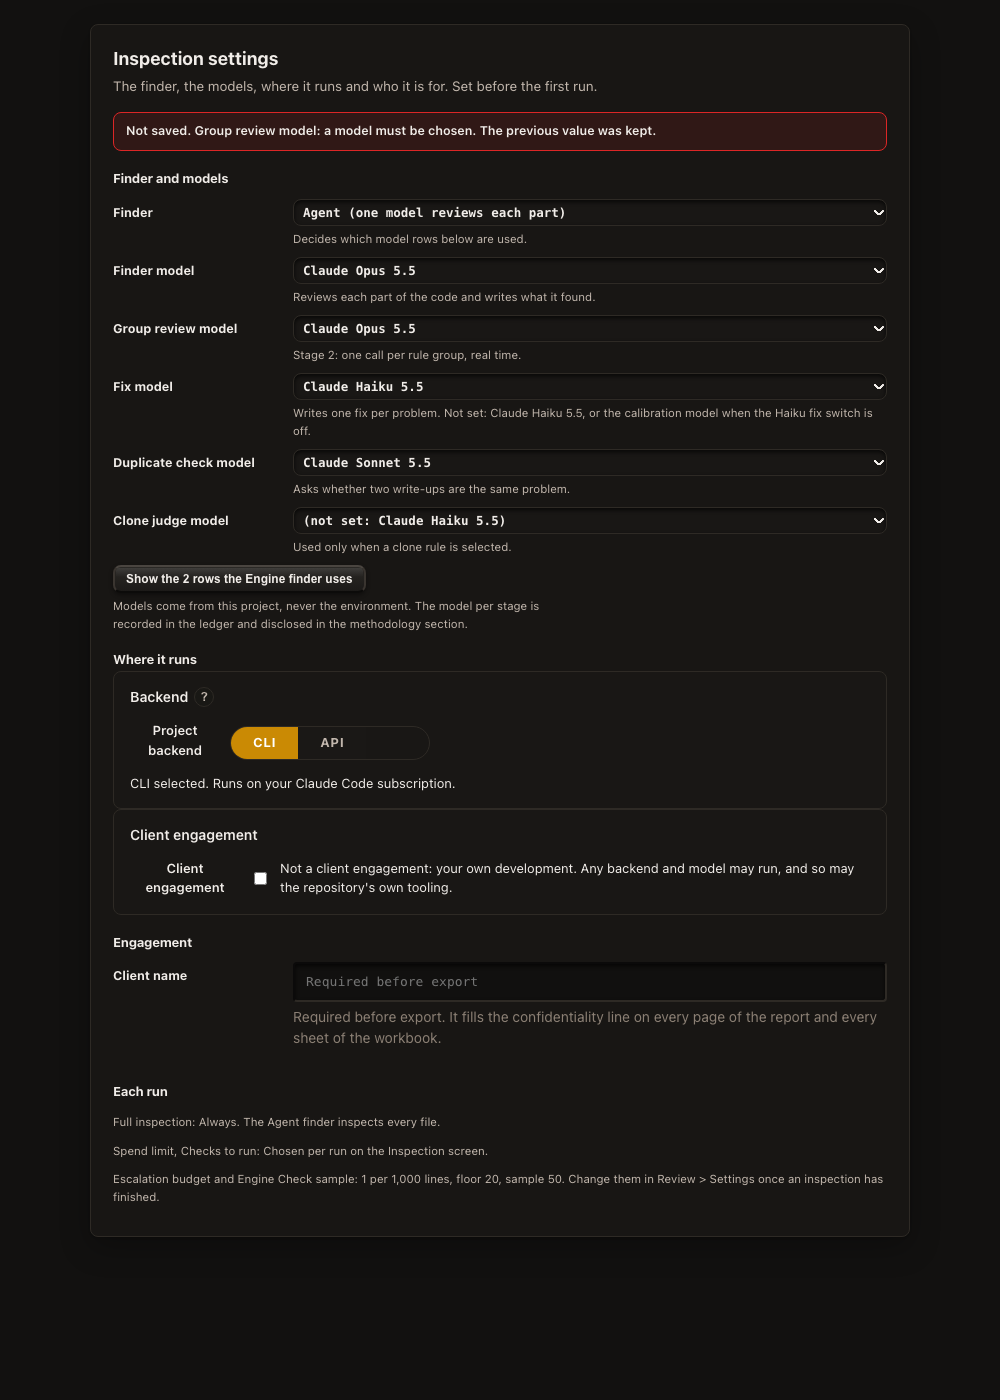 Inspection settings
The finder, the models, where it runs and who it is for. Set before the first run.
Not saved. Group review model: a model must be chosen. The previous value was kept.
Finder and models
Finder
Agent (one model reviews each part)
Decides which model rows below are used.
Finder model
Claude Opus 5.5
Reviews each part of the code and writes what it found.
Group review model
Claude Opus 5.5
Stage 2: one call per rule group, real time.
Fix model
Claude Haiku 5.5
Writes one fix per problem. Not set: Claude Haiku 5.5, or the calibration model when the Haiku fix switch is
off.
Duplicate check model
Claude Sonnet 5.5
Asks whether two write-ups are the same problem.
Clone judge model
(not set: Claude Haiku 5.5)
Used only when a clone rule is selected.
Show the 2 rows the Engine finder uses
Models come from this project, never the environment. The model per stage is
recorded in the ledger and disclosed in the methodology section.
Where it runs
Backend ?
Project
backend
CLI API
CLI selected. Runs on your Claude Code subscription.
Client engagement
Client
engagement
Not a client engagement: your own development. Any backend and model may run, and so may
the repository's own tooling.
Engagement
Client name
Required before export
Required before export. It fills the confidentiality line on every page of the report and every
sheet of the workbook.
Each run
Full inspection: Always. The Agent finder inspects every file.
Spend limit, Checks to run: Chosen per run on the Inspection screen.
Escalation budget and Engine Check sample: 1 per 1,000 lines, floor 20, sample 50. Change them in Review > Settings once an inspection has
finished.